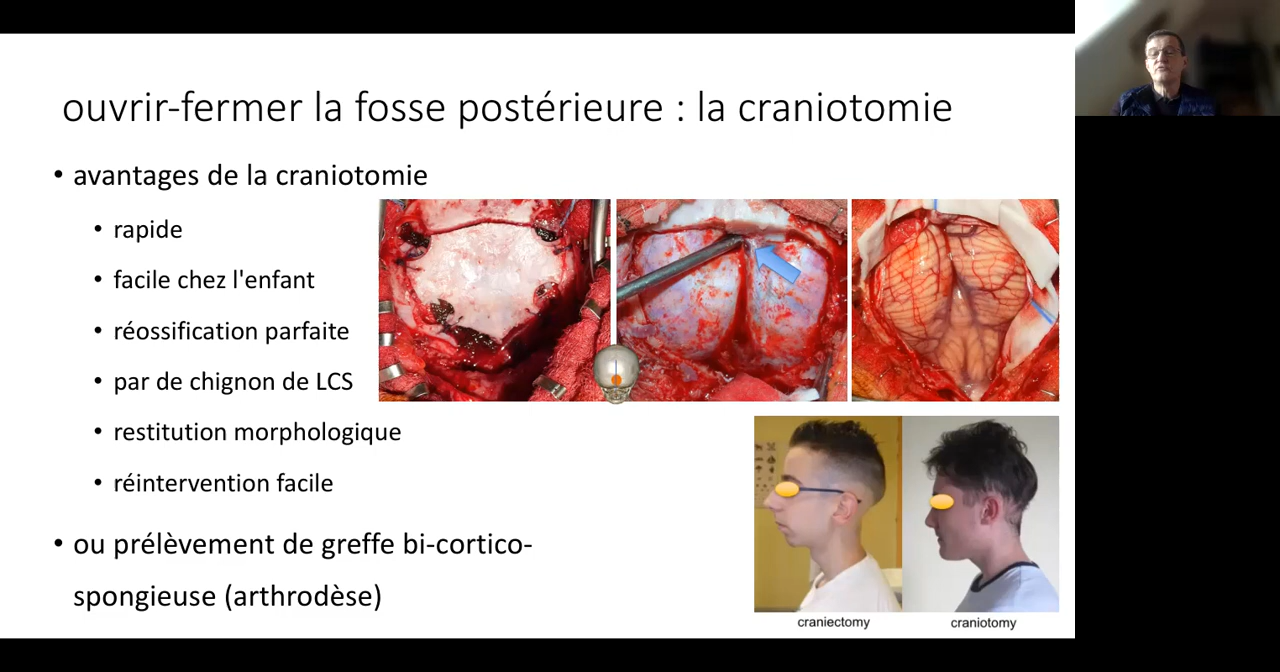 ouvrir-fermer la fosse postérieure : la craniotomie
• avantages de la craniotomie
• rapide
• facile chez l'enfant
• réossification parfaite
• par de chignon de LCS
• restitution morphologique
• réintervention facile
• ou prélèvement de greffe bi-cortico-
spongieuse (arthrodèse)
craniectomy
craniotomy